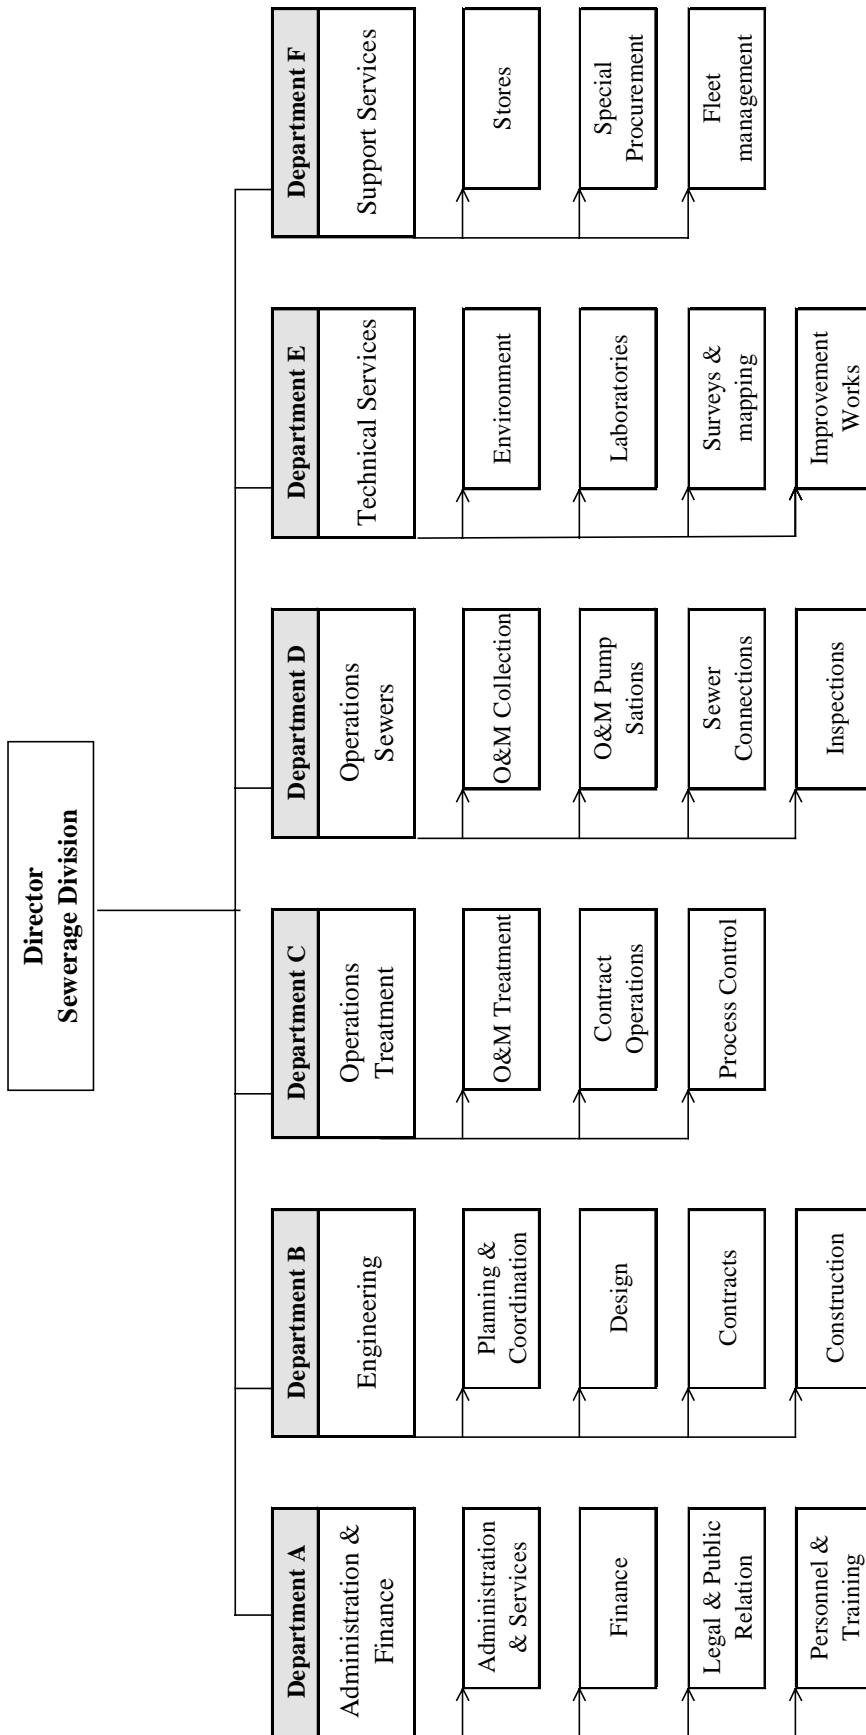 Director
Sewerage Division
Department A
Administration &
Finance
Administration
& Services
Finance
Legal & Public
Relation
Personnel &
Training
Department B
Engineering
Planning &
Coordination
Design
Contracts
Construction
Department C
Operations
Treatment
O&M Treatment
Contract
Operations
Process Control
Department D
Operations
Sewers
O&M Collection
O&M Pump
Sations
Sewer
Connections
Inspections
Department E
Technical Services
Environment
Laboratories
Surveys &
mapping
Improvement
Works
Department F
Support Services
Stores
Special
Procurement
Fleet
management